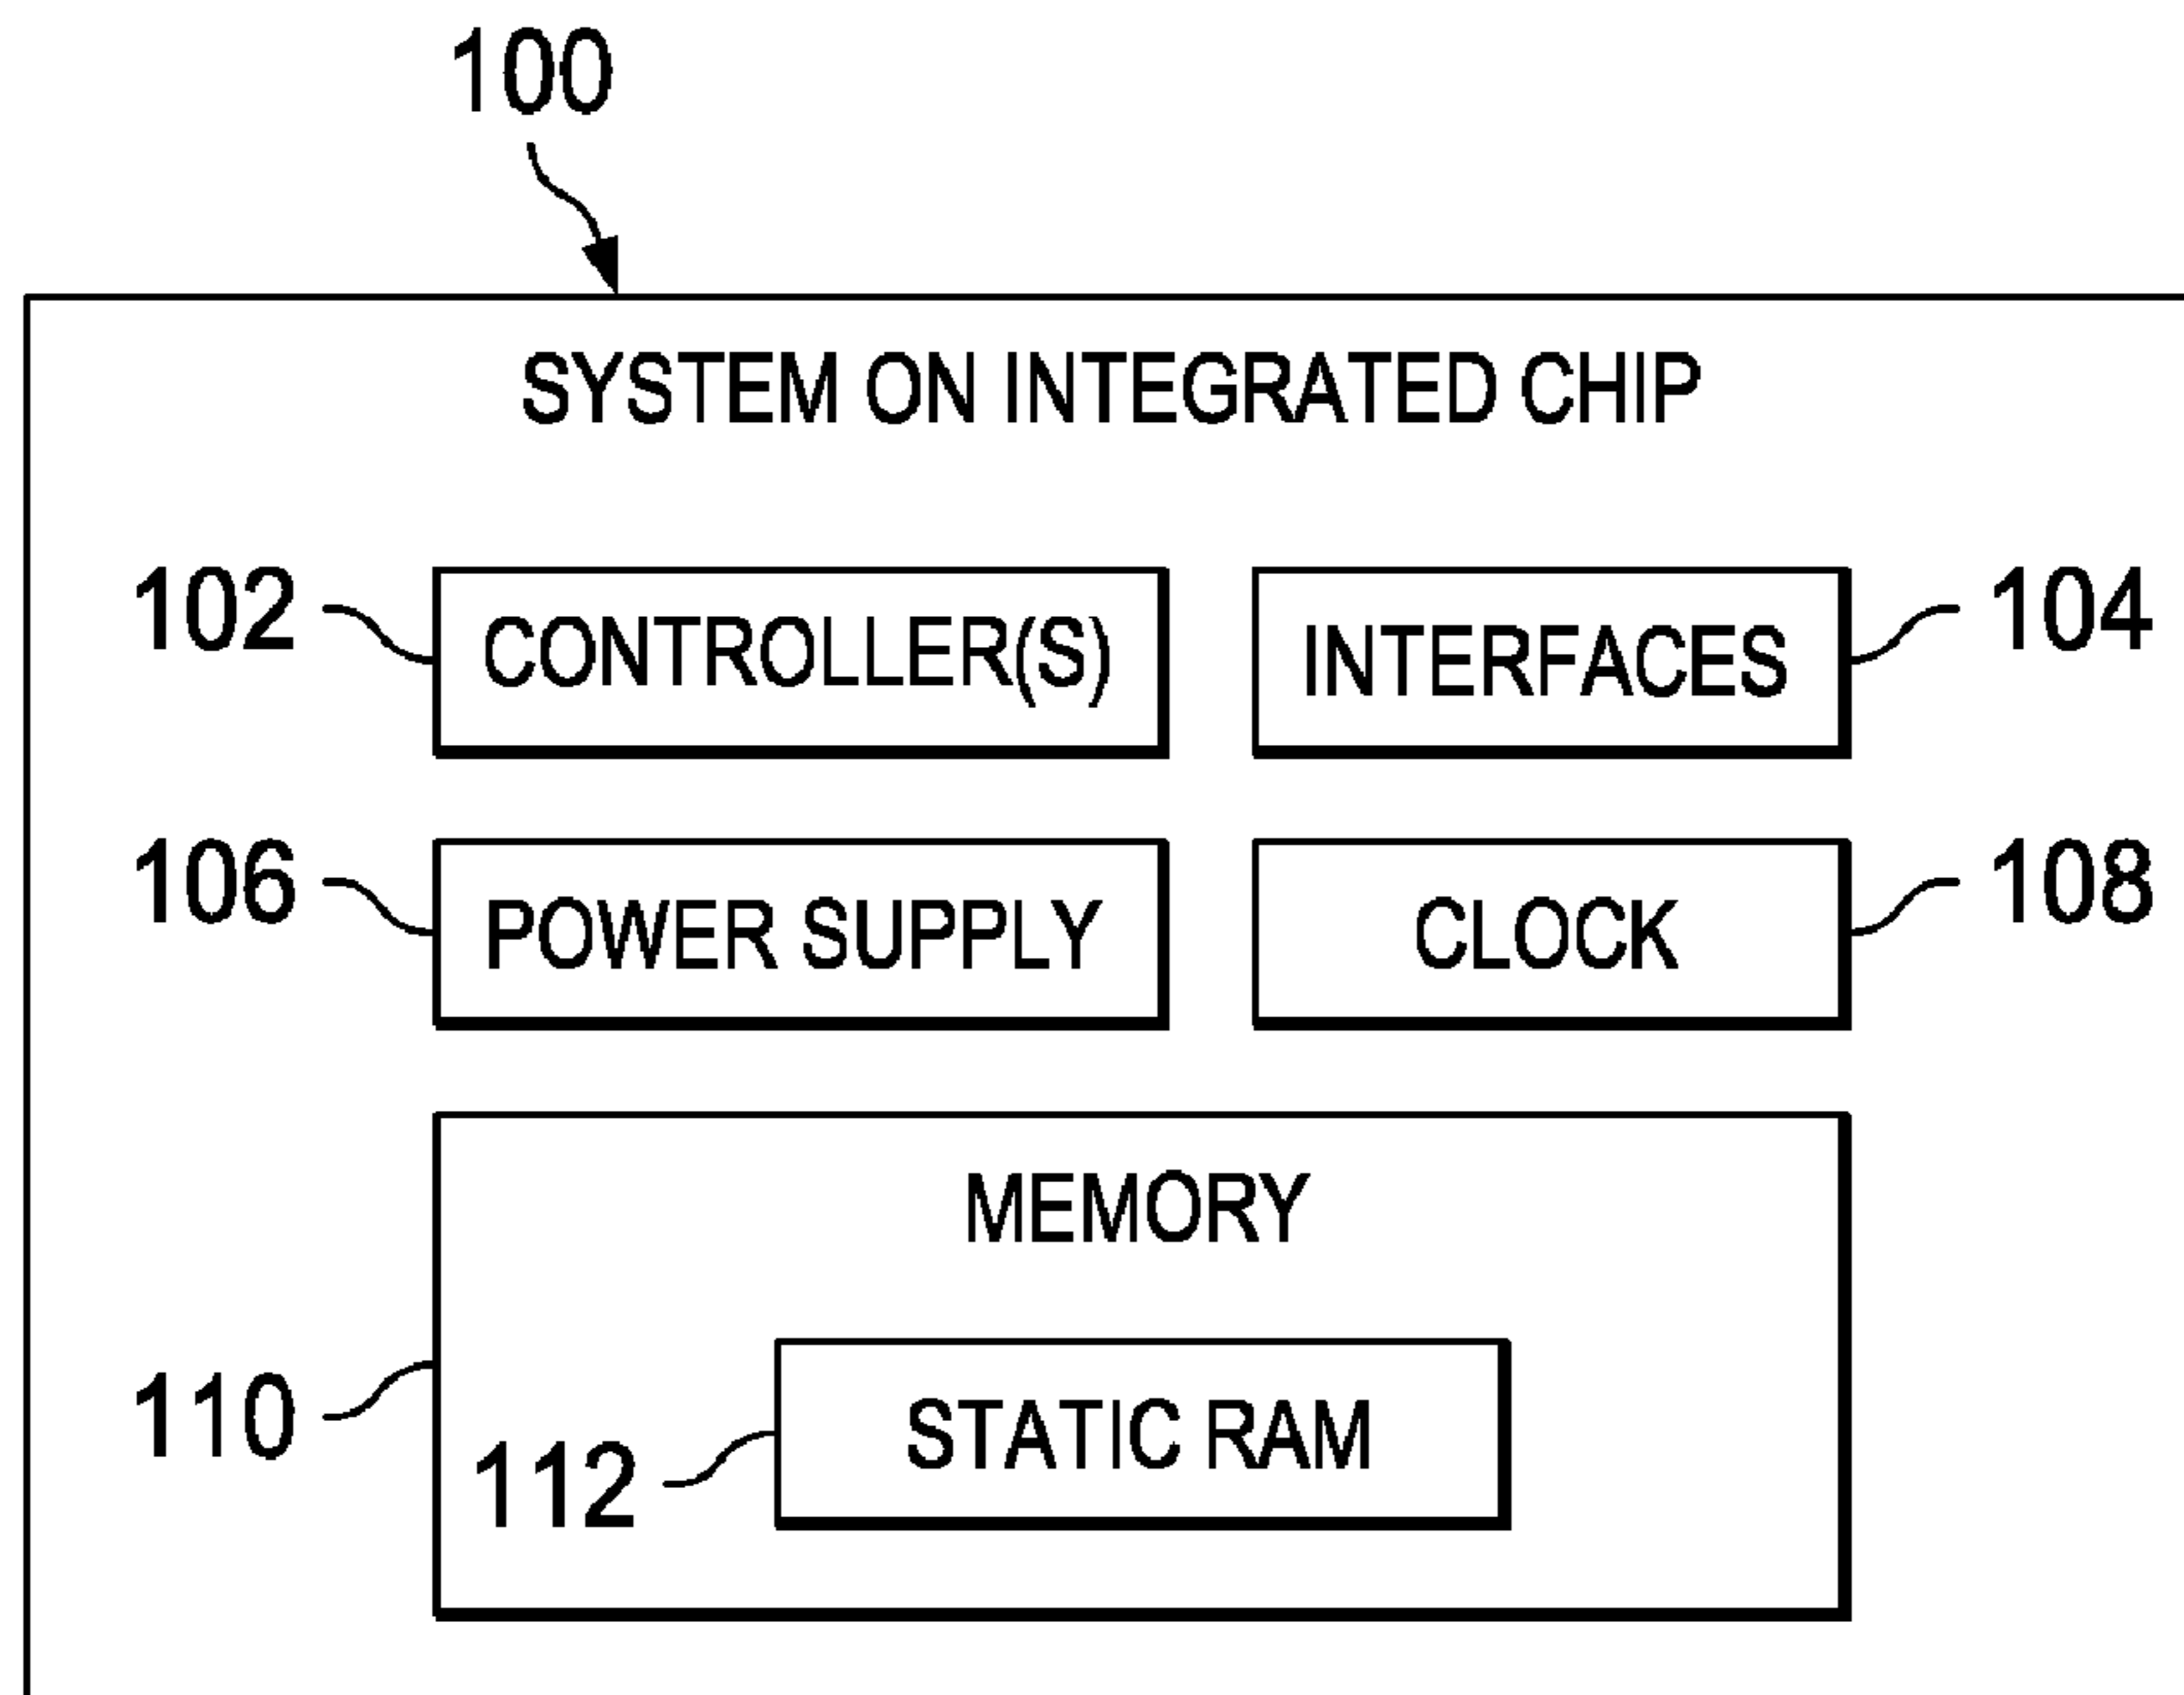 100
SYSTEM ON INTEGRATED CHIP
102 CONTROLLER(S) INTERFACES 104
106 POWER SUPPLY CLOCK 108
MEMORY
110
112 STATIC RAM